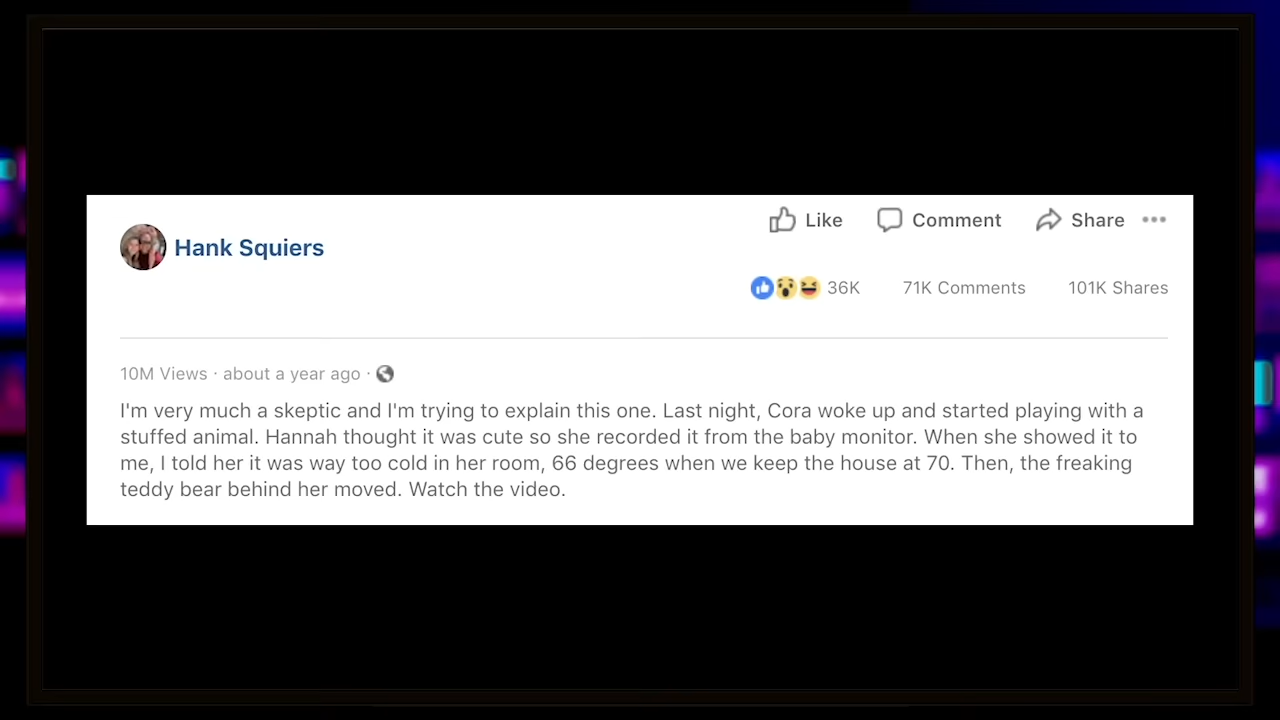 Hank Squiers
Like Comment Share
36K 71K Comments 101K Shares
10M Views · about a year ago ·
I'm very much a skeptic and I'm trying to explain this one. Last night, Cora woke up and started playing with a
stuffed animal. Hannah thought it was cute so she recorded it from the baby monitor. When she showed it to
me, I told her it was way too cold in her room, 66 degrees when we keep the house at 70. Then, the freaking
teddy bear behind her moved. Watch the video.